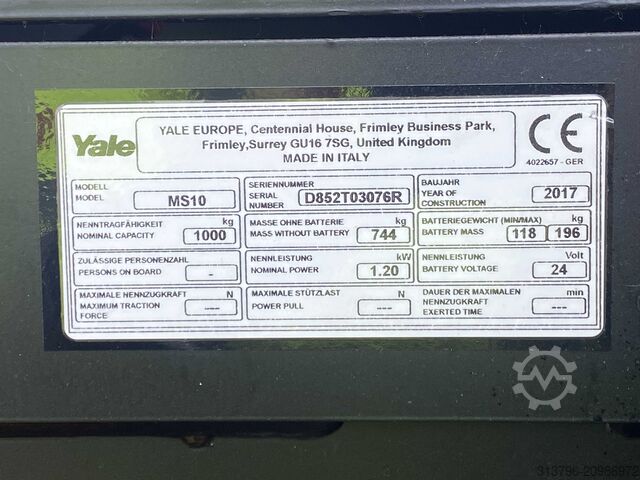 Yale
YALE EUROPE, Centennial House, Frimley Business Park,
Frimley,Surrey GU16 7SG, United Kingdom
MADE IN ITALY
CE
4022657 - GER
MODELL
MODEL
MS10
SERIENNUMMER
SERIAL
NUMBER
D852T03076R
BAUJAHR
YEAR OF
CONSTRUCTION
2017
NENNTRAGFÄHIGKEIT kg
NOMINAL CAPACITY 1000
MASSE OHNE BATTERIE kg
MASS WITHOUT BATTERY 744
BATTERIEGEWICHT (MIN/MAX) kg
BATTERY MASS 118 196
ZULÄSSIGE PERSONENZAHL
PERSONS ON BOARD -
NENNLEISTUNG kW
NOMINAL POWER 1.20
NENNLEISTUNG Volt
BATTERY VOLTAGE 24
MAXIMALE NENNZUGKRAFT N
MAXIMUM TRACTION
FORCE
---
MAXIMALE STÜTZLAST N
POWER PULL ---
DAUER DER MAXIMALEN min
NENNZUGKRAFT
EXERTED TIME
---
313796-20986972